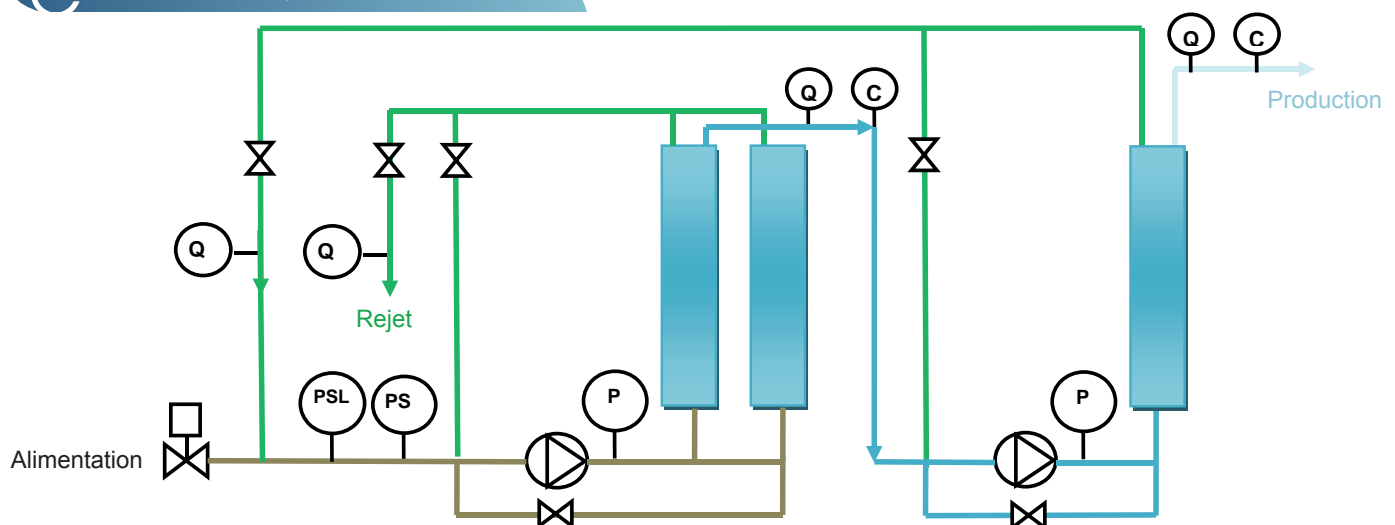 Q
C
Production
Q
C
Q
Q
Rejet
PSL
PS
P
P
Alimentation